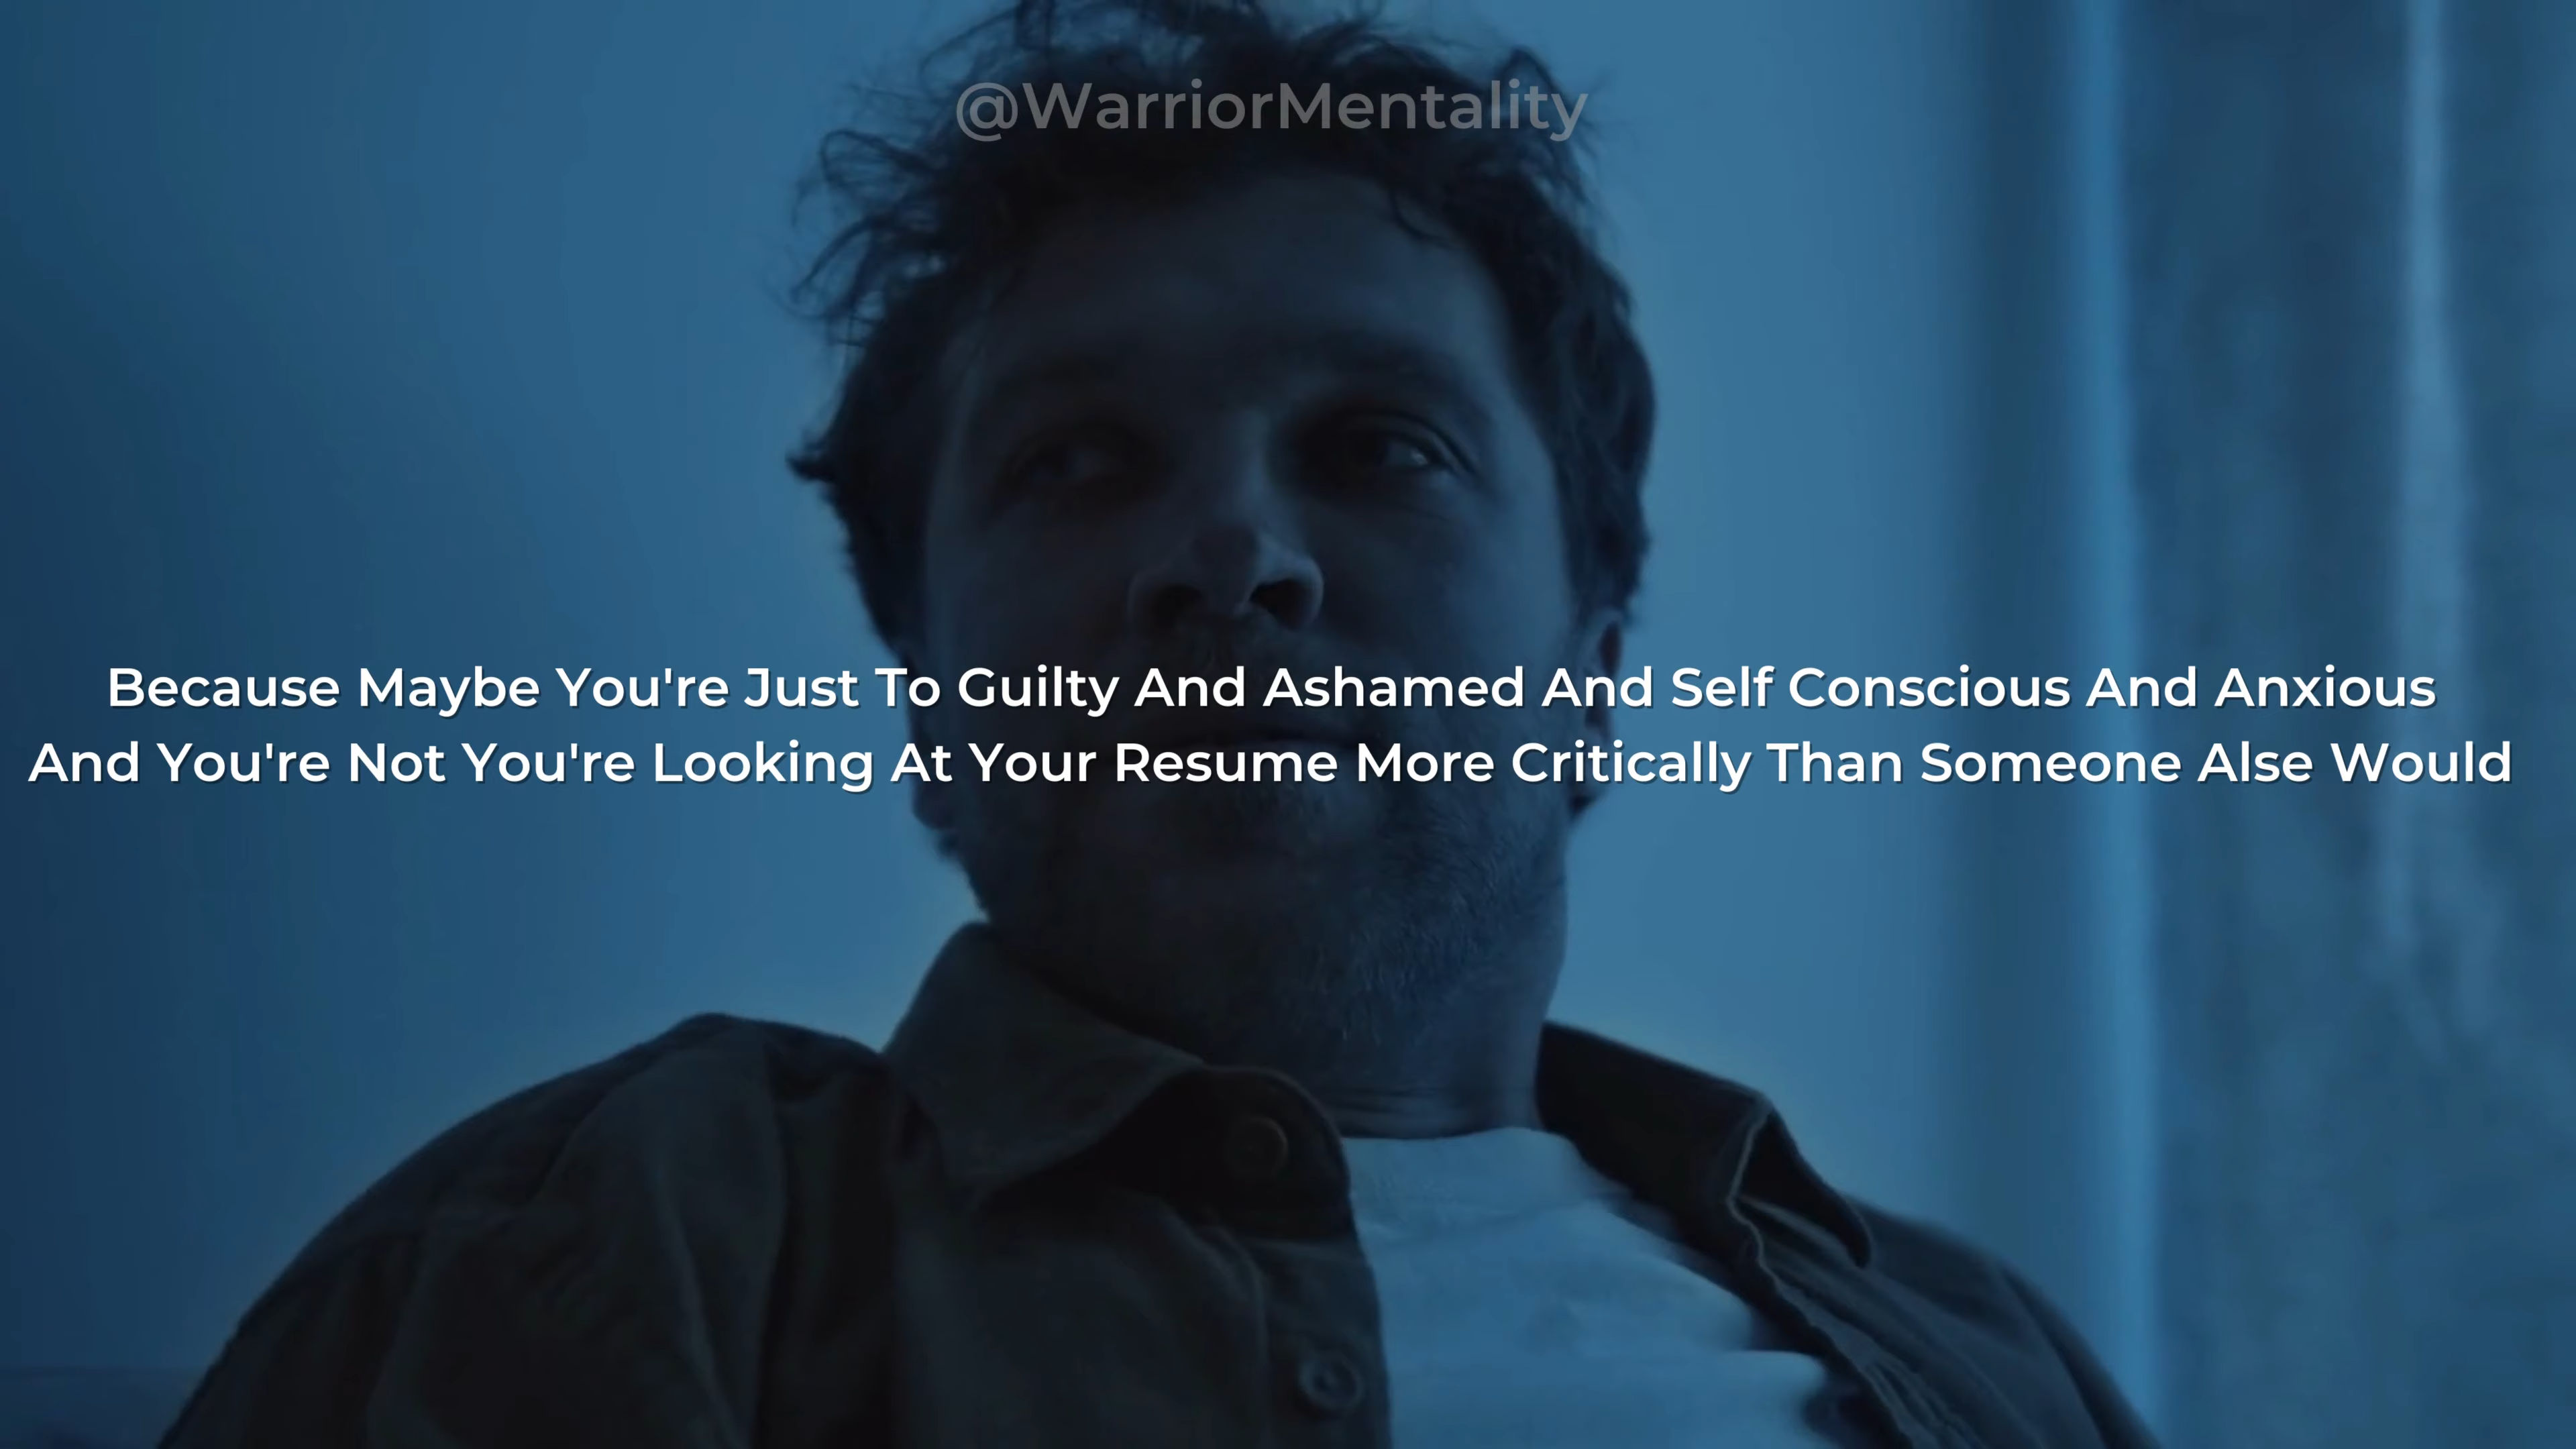 @WarriorMentality
Because Maybe You're Just To Guilty And Ashamed And Self Conscious And Anxious
And You're Not You're Looking At Your Resume More Critically Than Someone Alse Would